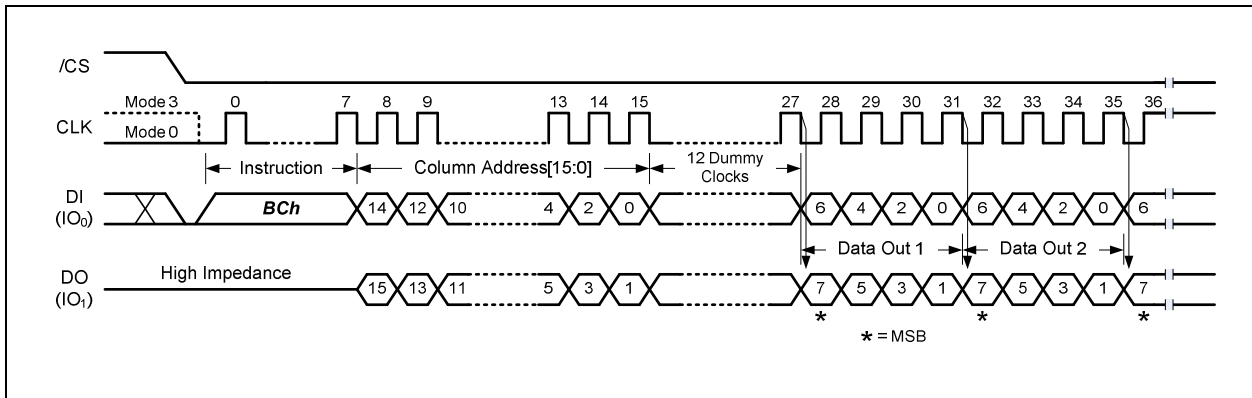 /CS
Mode 3 0 7 8 9 13 14 15 27 28 29 30 31 32 33 34 35 36
CLK Mode 0
Instruction Column Address[15:0] 12 Dummy
Clocks
DI
(IO0) BCh 14 12 10 4 2 0 6 4 2 0 6 4 2 0 6
Data Out 1 Data Out 2
DO
(IO1) High Impedance 15 13 11 5 3 1 7 5 3 1 7 5 3 1 7
* * *
* = MSB